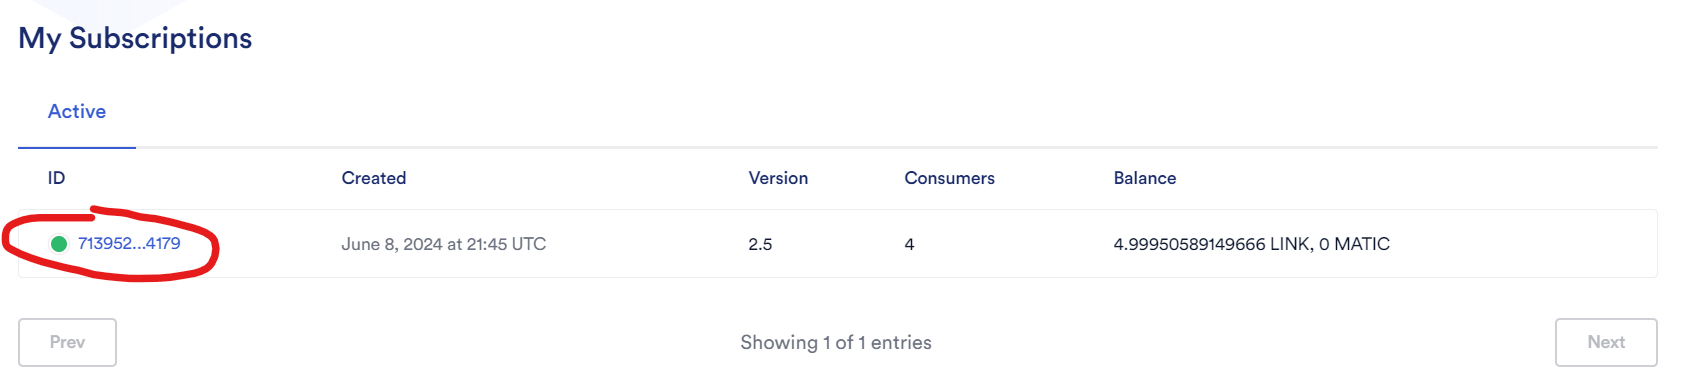 My Subscriptions
Active
ID Created Version Consumers Balance
713952...4179 June 8, 2024 at 21:45 UTC 2.5 4 4.99950589149666 LINK, 0 MATIC
Prev Showing 1 of 1 entries Next